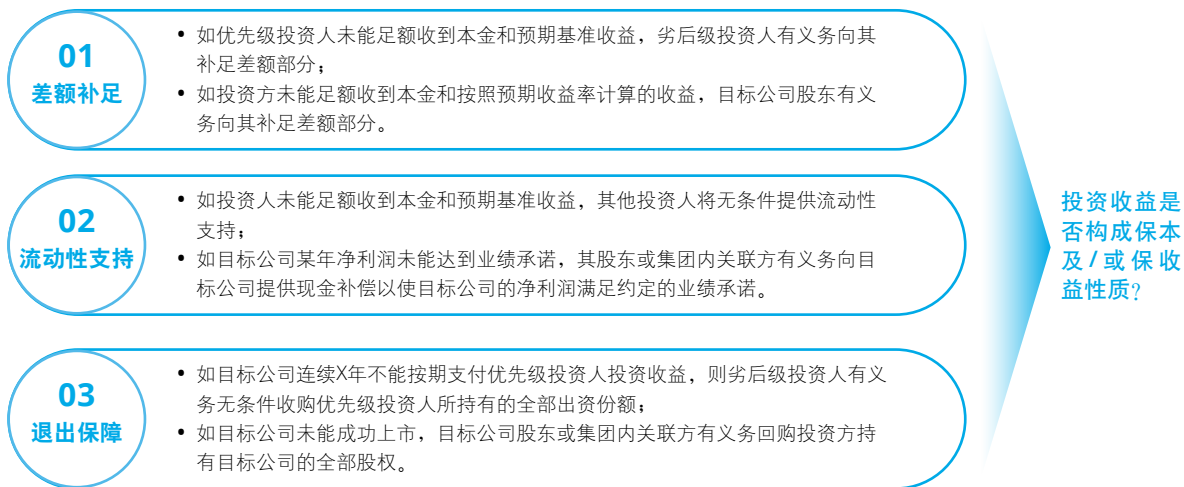 01
差额补足
• 如优先级投资人未能足额收到本金和预期基准收益，劣后级投资人有义务向其
补足差额部分；
• 如投资方未能足额收到本金和按照预期收益率计算的收益，目标公司股东有义
务向其补足差额部分。
02
流动性支持
• 如投资人未能足额收到本金和预期基准收益，其他投资人将无条件提供流动性
支持；
• 如目标公司某年净利润未能达到业绩承诺，其股东或集团内关联方有义务向目
标公司提供现金补偿以使目标公司的净利润满足约定的业绩承诺。
03
退出保障
• 如目标公司连续X年不能按期支付优先级投资人投资收益，则劣后级投资人有义
务无条件收购优先级投资人所持有的全部出资份额；
• 如目标公司未能成功上市，目标公司股东或集团内关联方有义务回购投资方持
有目标公司的全部股权。
投资收益是
否构成保本
及/或保收
益性质？